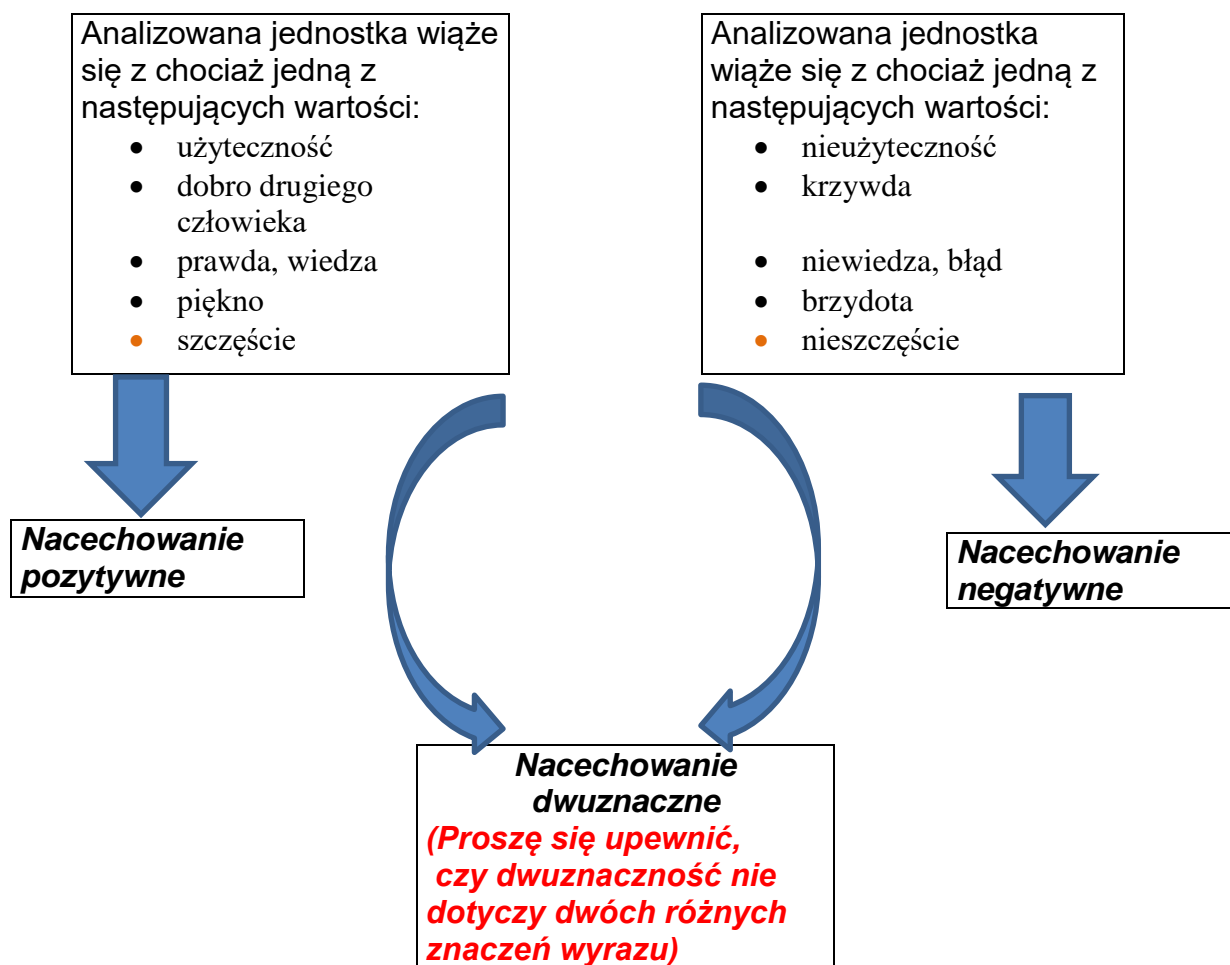 Analizowana jednostka wiąże
się z chociaż jedną z
następujących wartości:
• użyteczność
• dobro drugiego
człowieka
• prawda, wiedza
• piękno
• szczęście
Analizowana jednostka
wiąże się z chociaż jedną z
następujących wartości:
• nieużyteczność
• krzywda
• niewiedza, błąd
• brzydota
• nieszczęście
Nacechowanie
pozytywne
Nacechowanie
negatywne
Nacechowanie
dwuznaczne
(Proszę się upewnić,
czy dwuznaczność nie
dotyczy dwóch różnych
znaczeń wyrazu)